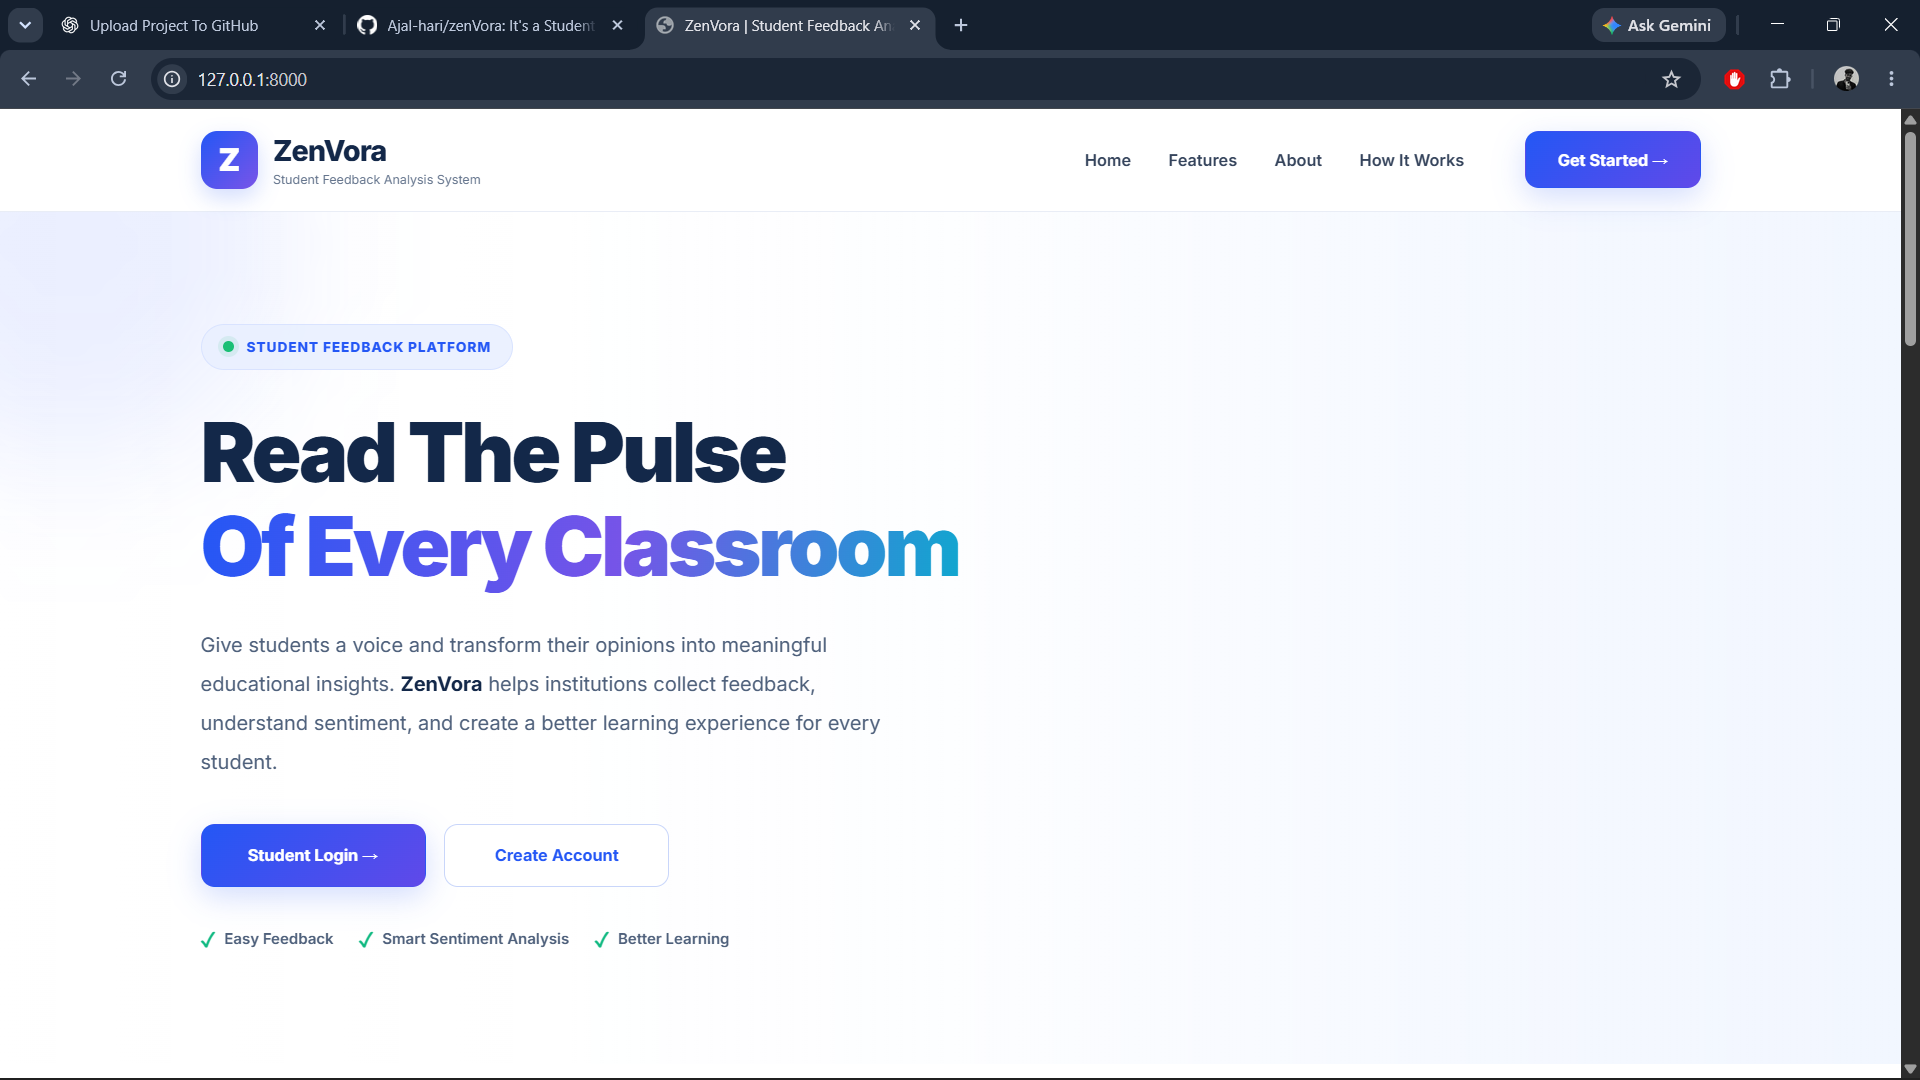 Upload Project To GitHub
Ajal-hari/zenVora: It's a Student
ZenVora | Student Feedback An
Ask Gemini
127.0.0.1:8000
Z
ZenVora
Student Feedback Analysis System
Home
Features
About
How It Works
Get Started →
STUDENT FEEDBACK PLATFORM
Read The Pulse
Of Every Classroom
Give students a voice and transform their opinions into meaningful
educational insights. ZenVora helps institutions collect feedback,
understand sentiment, and create a better learning experience for every
student.
Student Login →
Create Account
✓ Easy Feedback
✓ Smart Sentiment Analysis
✓ Better Learning